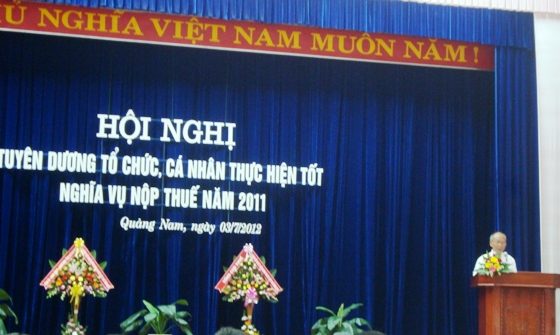 NGHĨA VIỆT NAM MUÔN NĂM !
HỘI NGHỊ
TUYÊN DƯƠNG TỔ CHỨC, CÁ NHÂN THỰC HIỆN TỐT
NGHĨA VỤ NỘP THUẾ NĂM 2011
Quảng Nam, ngày 03/7/2012